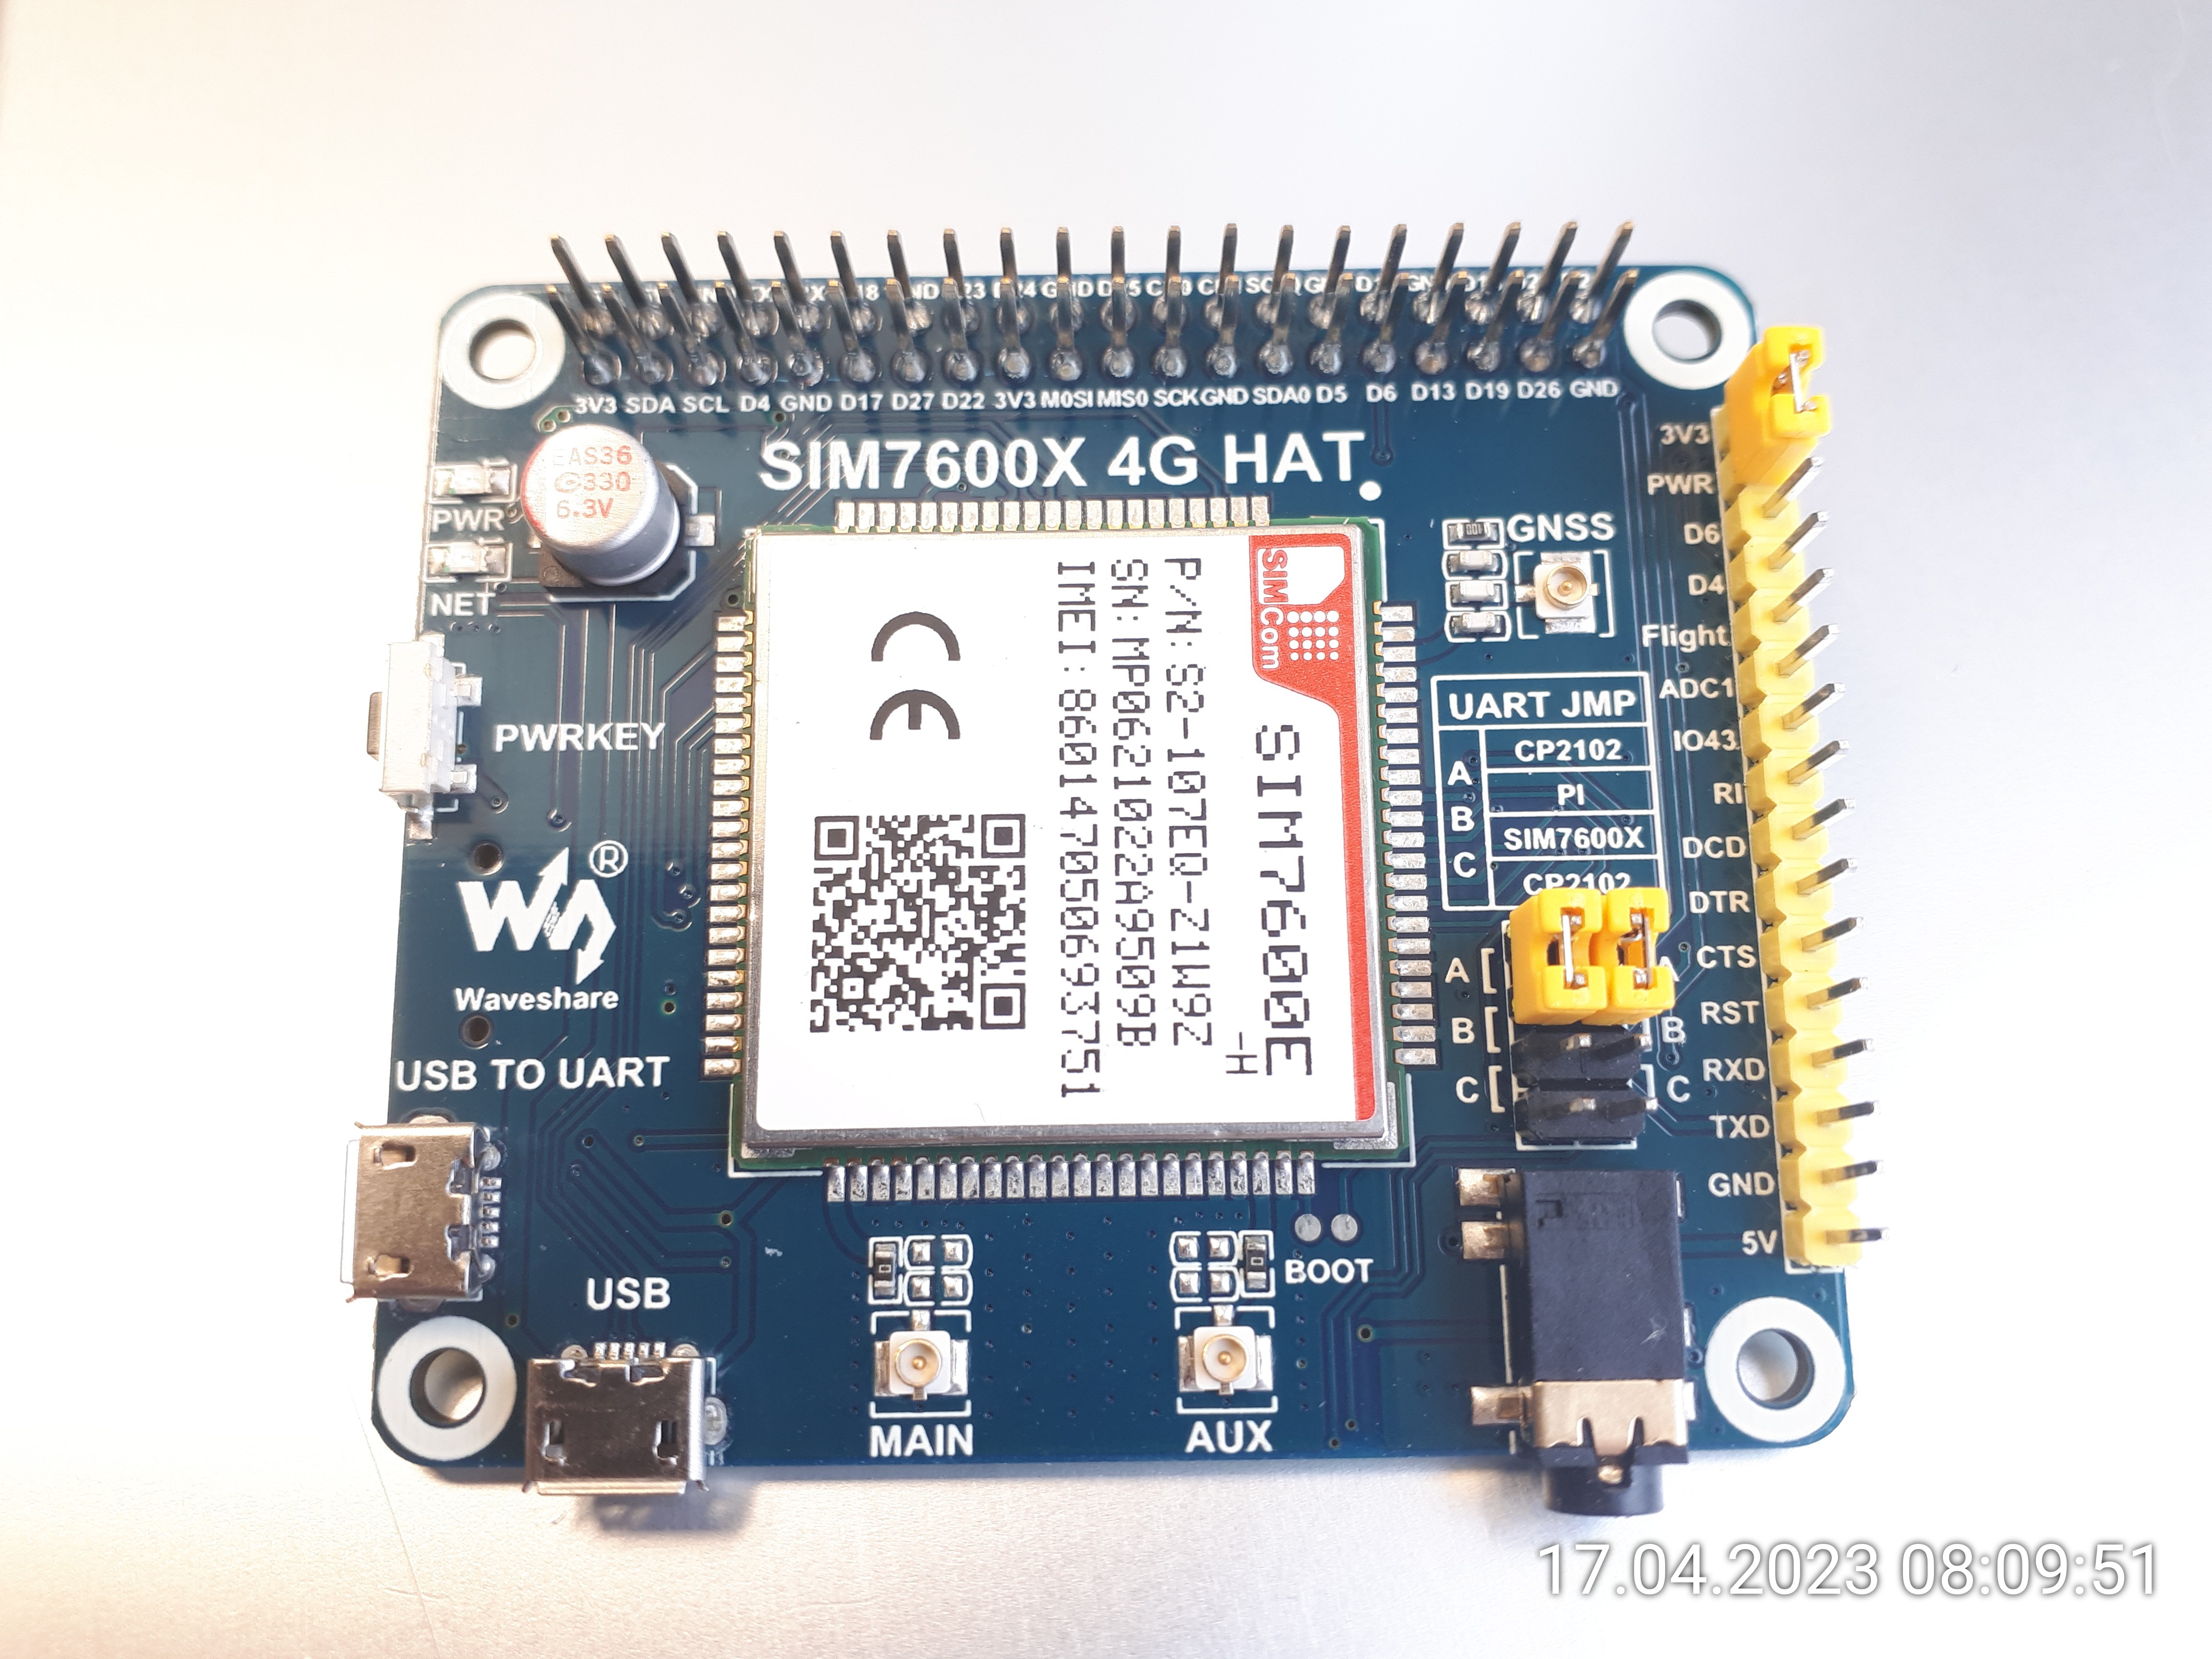 3V3 SDA SCL D4 GND D17 D27 D22 3V3 M0SI MIS0 SCK GND SDA0 D5 D6 D13 D19 D26 GND
SIM7600X 4G HAT
EAS36
330
6.3V
PWR
NET
PWRKEY
®
Waveshare
USB TO UART
USB
SIMCom
SIM7600E
-H
P/N: S2-107EQ-Z1W9Z
SN: MP0621022A9509B
IMEI: 860147050693751
CE
GNSS
UART JMP
A
B
C
CP2102
PI
SIM7600X
CP2102
A
B B
C C
3V3
PWR
D6
D4
Flight
ADC1
IO43
RI
DCD
DTR
CTS
RST
RXD
TXD
GND
5V
BOOT
MAIN
AUX
17.04.2023 08:09:51